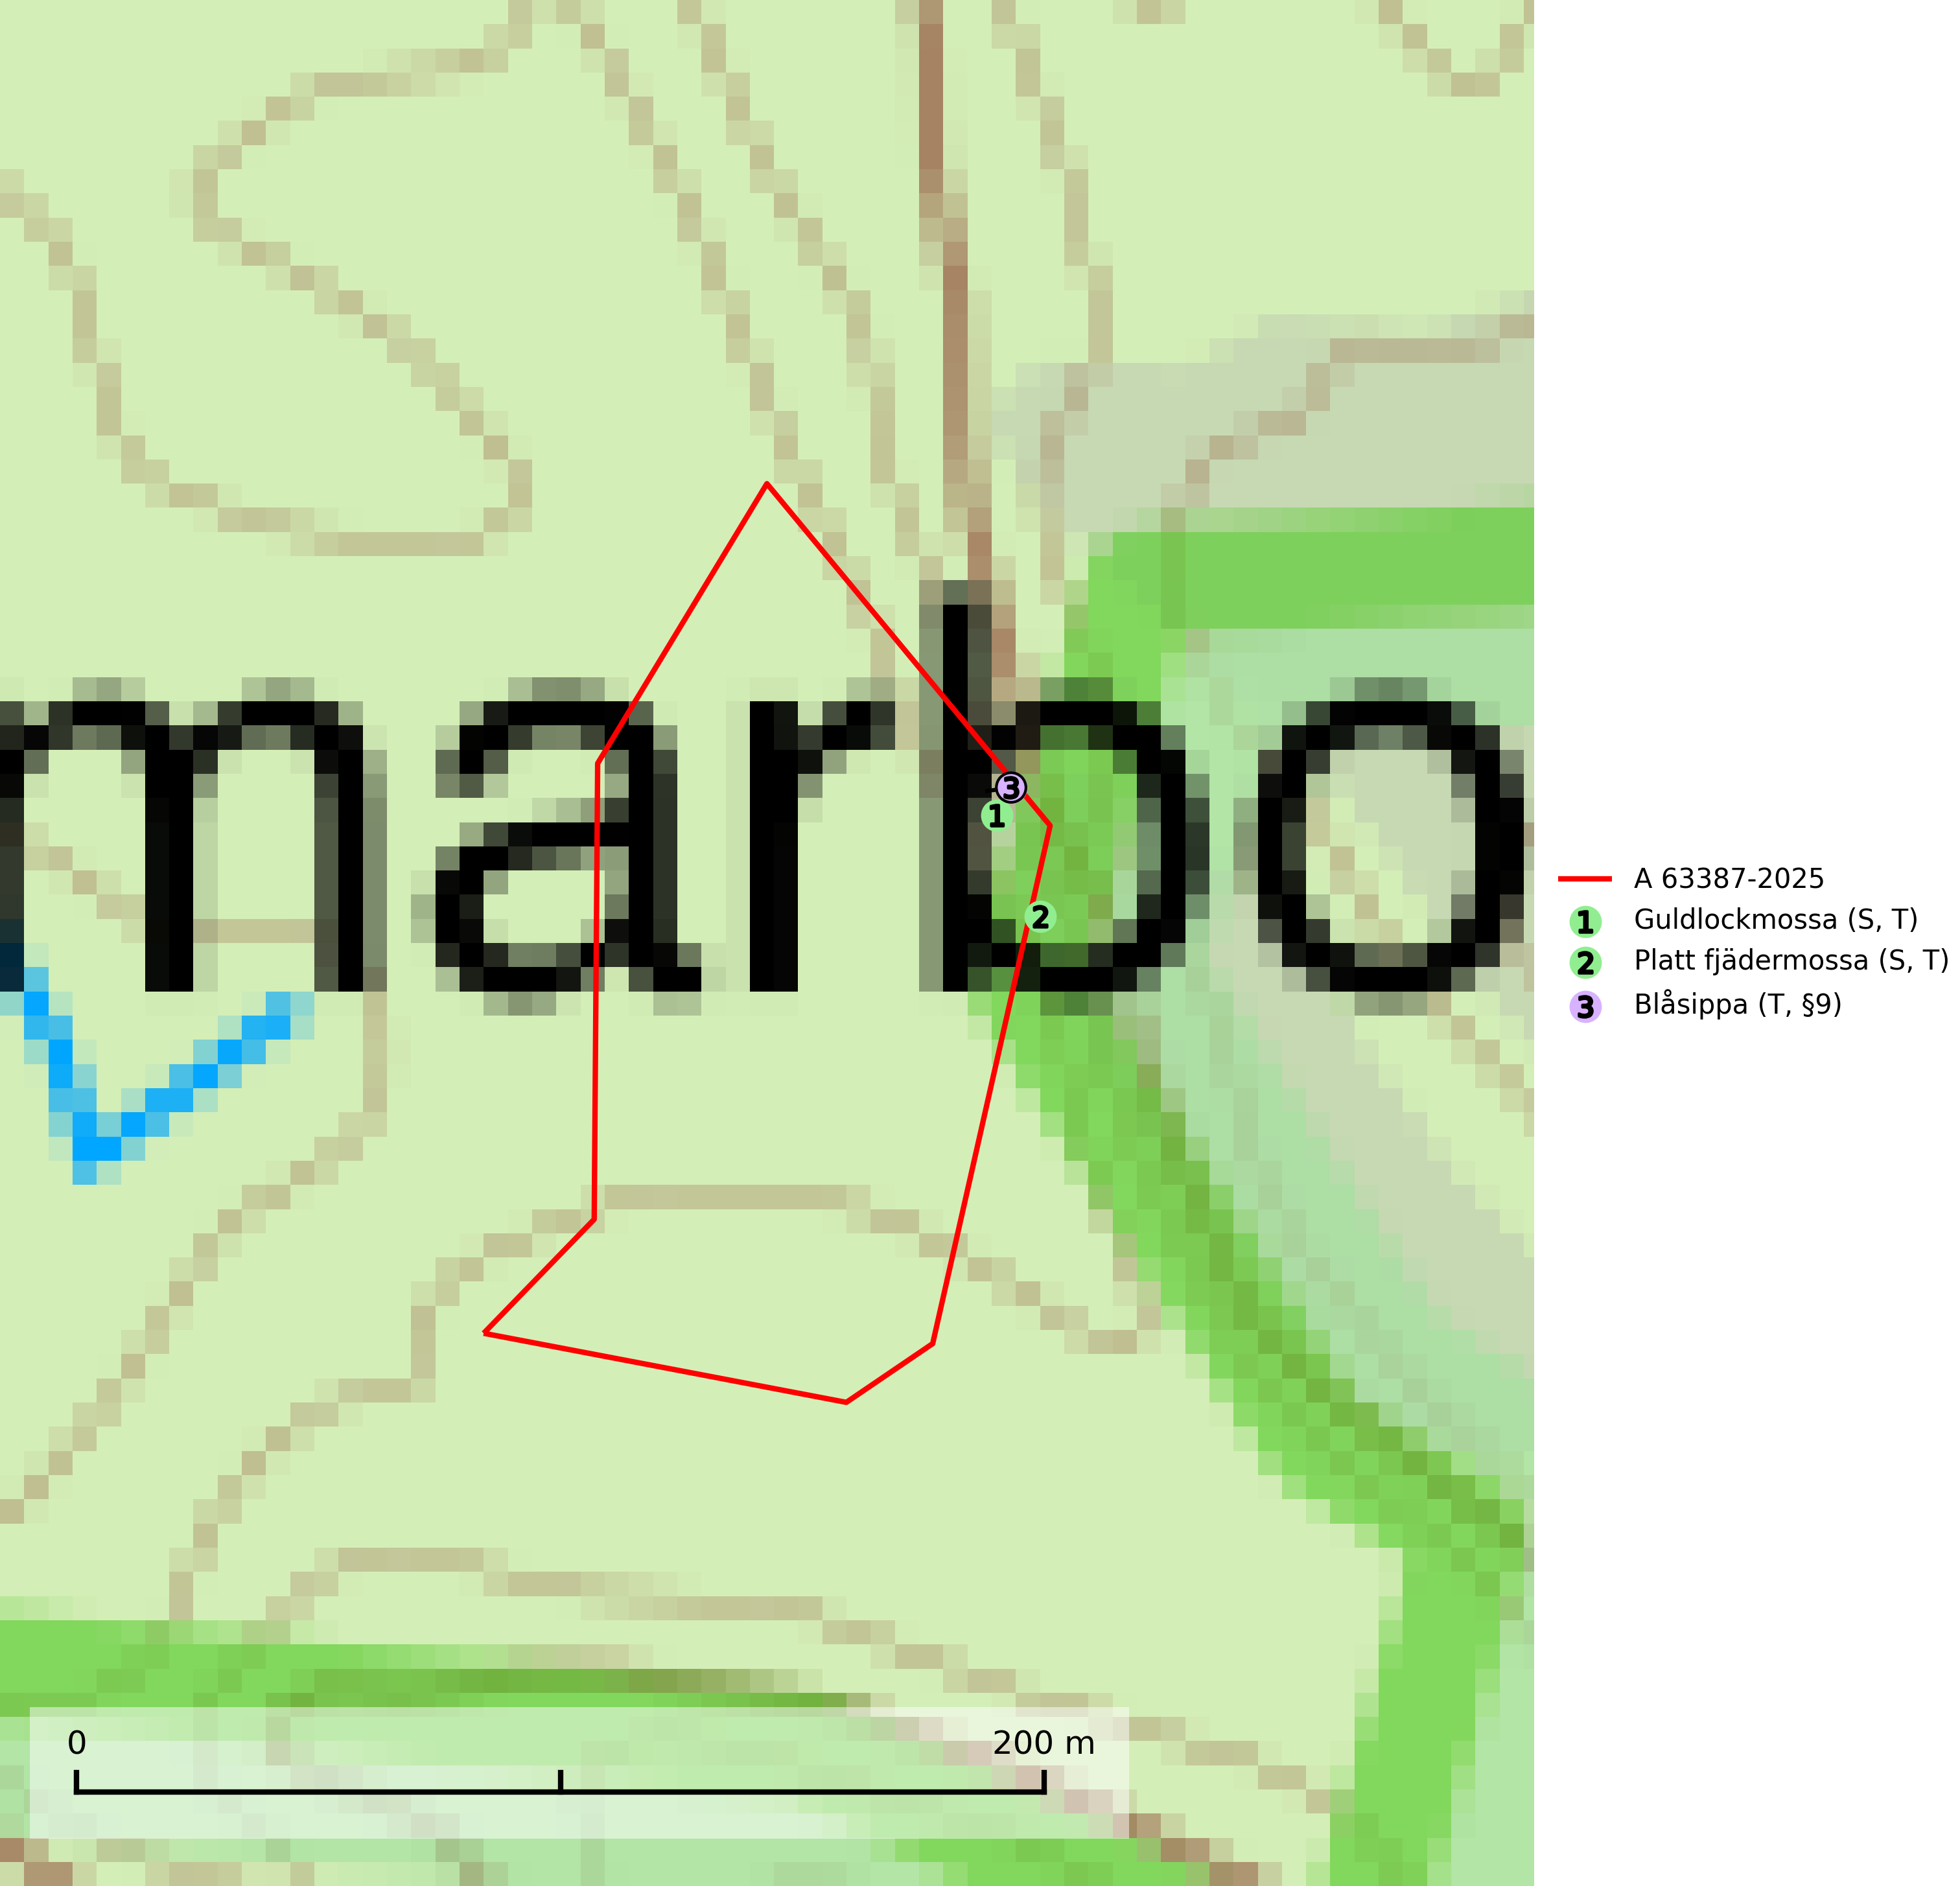 marbo
3
1
2
A 63387-2025
1 Guldlockmossa (S, T)
2 Platt fjädermossa (S, T)
3 Blåsippa (T, §9)
0 200 m